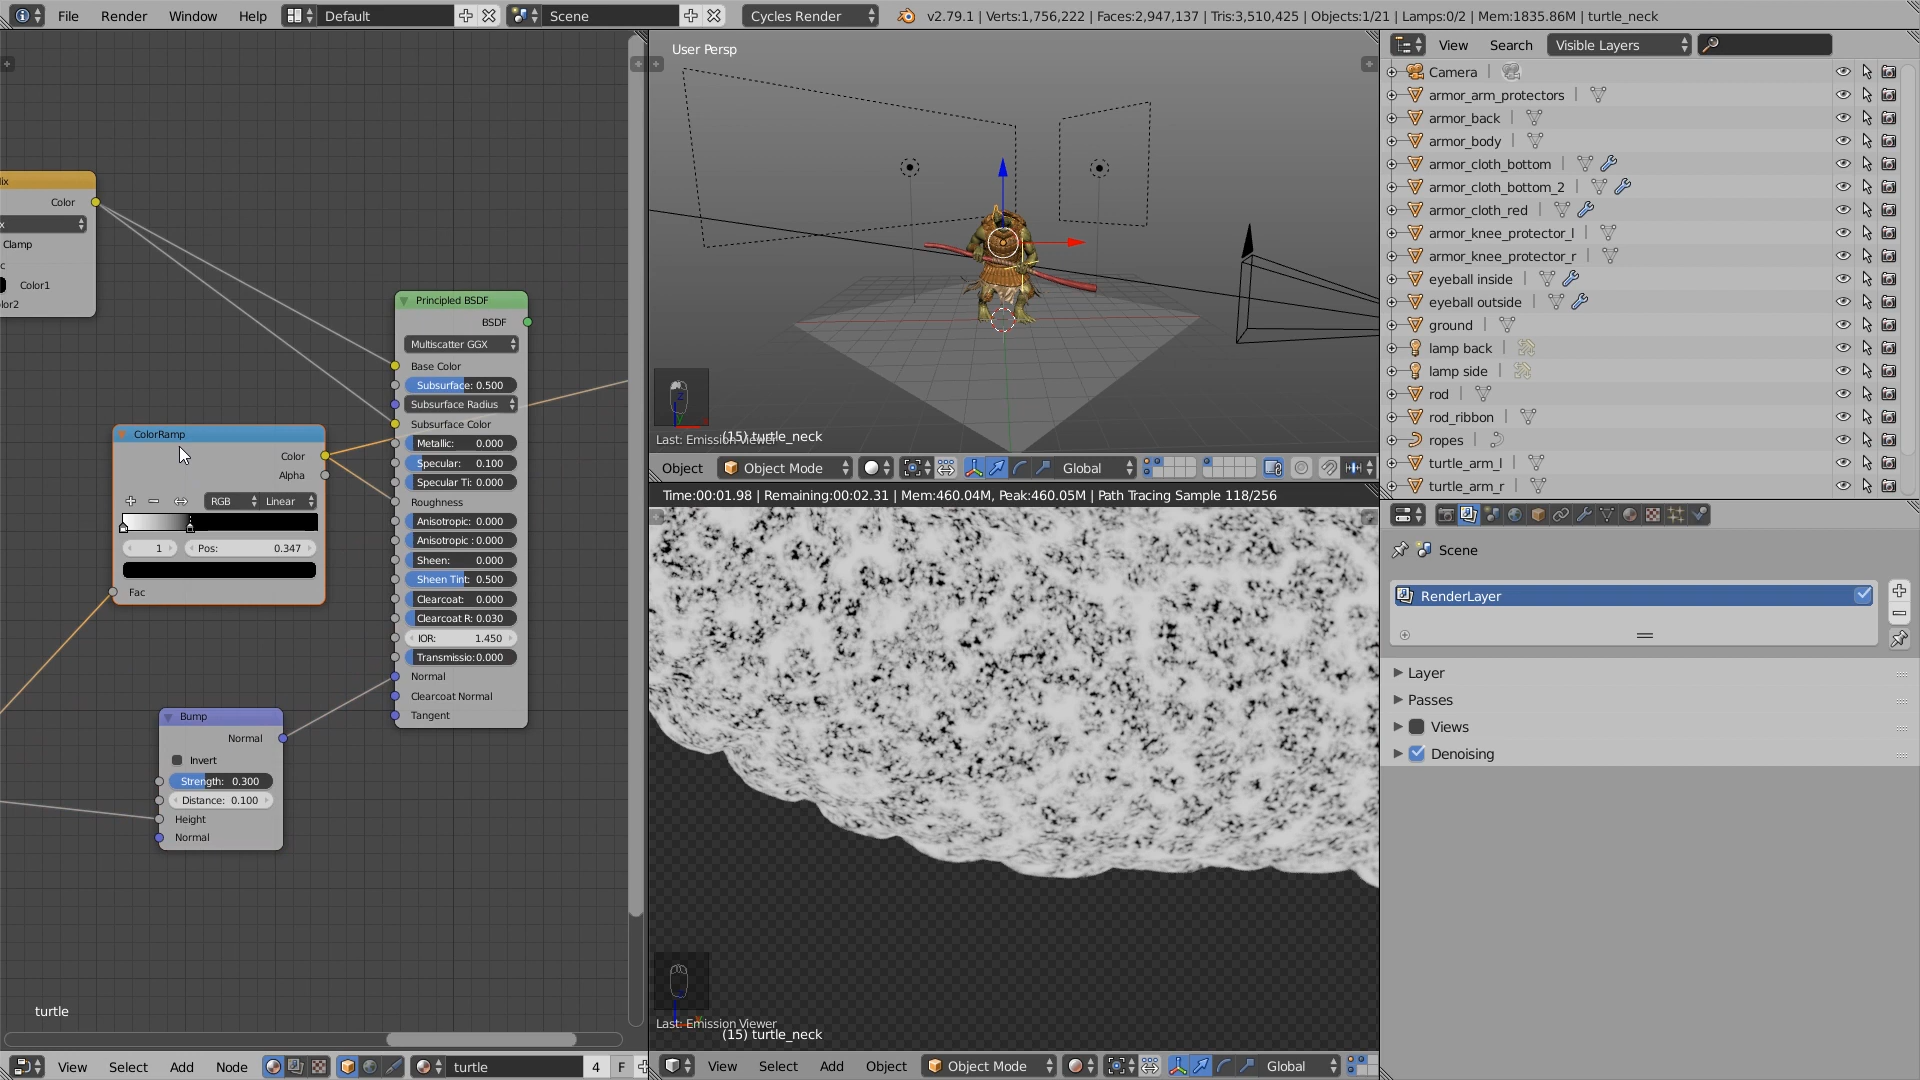 File Render Window Help Default Scene Cycles Render v2.79.1 | Verts:1,756,222 | Faces:2,947,137 | Tris:3,510,425 | Objects:1/21 | Lamps:0/2 | Mem:1835.86M | turtle_neck
Color
Clamp
Color1
Principled BSDF
BSDF
Multiscatter GGX
Base Color
Subsurface: 0.500
Subsurface Radius
Subsurface Color
Metallic: 0.000
Specular: 0.100
Specular Ti: 0.000
Roughness
Anisotropic: 0.000
Anisotropic : 0.000
Sheen: 0.000
Sheen Tint: 0.500
Clearcoat: 0.000
Clearcoat R: 0.030
IOR: 1.450
Transmissio: 0.000
Normal
Clearcoat Normal
Tangent
ColorRamp
Color
Alpha
RGB Linear
1 Pos: 0.347
Fac
Bump
Normal
Invert
Strength: 0.300
Distance: 0.100
Height
Normal
turtle
View Select Add Node turtle 4 F
User Persp
(15) turtle_neck
Object Object Mode Global
Time:00:01.98 | Remaining:00:02.31 | Mem:460.04M, Peak:460.05M | Path Tracing Sample 118/256
Last: Emission Viewer
(15) turtle_neck
View Select Add Object Object Mode Global
View Search Visible Layers
Camera
armor_arm_protectors
armor_back
armor_body
armor_cloth_bottom
armor_cloth_bottom_2
armor_cloth_red
armor_knee_protector_l
armor_knee_protector_r
eyeball inside
eyeball outside
ground
lamp back
lamp side
rod
rod_ribbon
ropes
turtle_arm_l
turtle_arm_r
Scene
RenderLayer
Layer
Passes
Views
Denoising